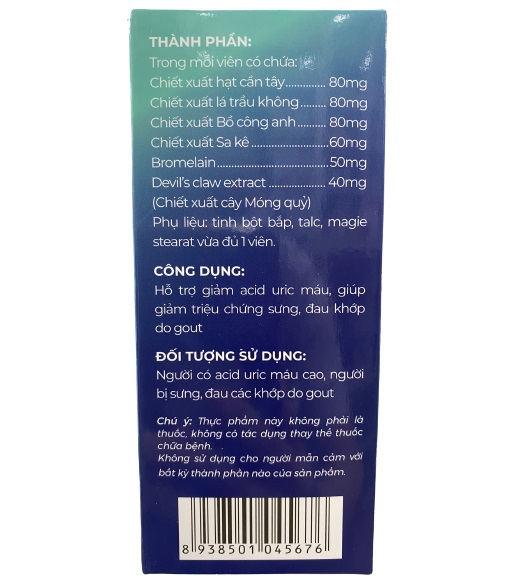 THÀNH PHẦN:
Trong mỗi viên có chứa:
Chiết xuất hạt cần tây.............. 80mg
Chiết xuất lá trầu không ........ 80mg
Chiết xuất Bồ công anh ......... 80mg
Chiết xuất Sa kê ........................60mg
Bromelain ..................................50mg
Devil's claw extract .................. 40mg
(Chiết xuất cây Móng quỷ)
Phụ liệu: tinh bột bắp, talc, magie
stearat vừa đủ 1 viên.
CÔNG DỤNG:
Hỗ trợ giảm acid uric máu, giúp
giảm triệu chứng sưng, đau khớp
do gout
ĐỐI TƯỢNG SỬ DỤNG:
Người có acid uric máu cao, người
bị sưng, đau các khớp do gout
Chú ý: Thực phẩm này không phải là
thuốc, không có tác dụng thay thế thuốc
chữa bệnh.
Không sử dụng cho người mẫn cảm với
bất kỳ thành phần nào của sản phẩm.
8 938501 045676